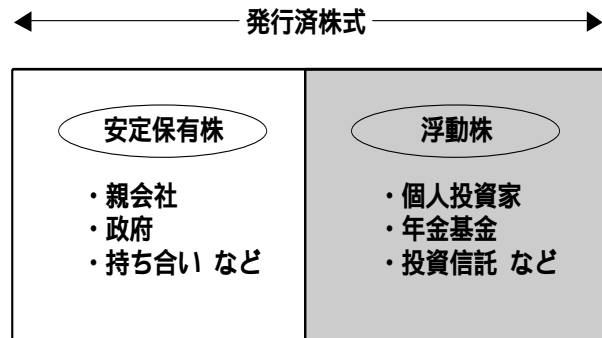 発行済株式
安定保有株
・親会社
・政府
・持ち合い など
浮動株
・個人投資家
・年金基金
・投資信託 など